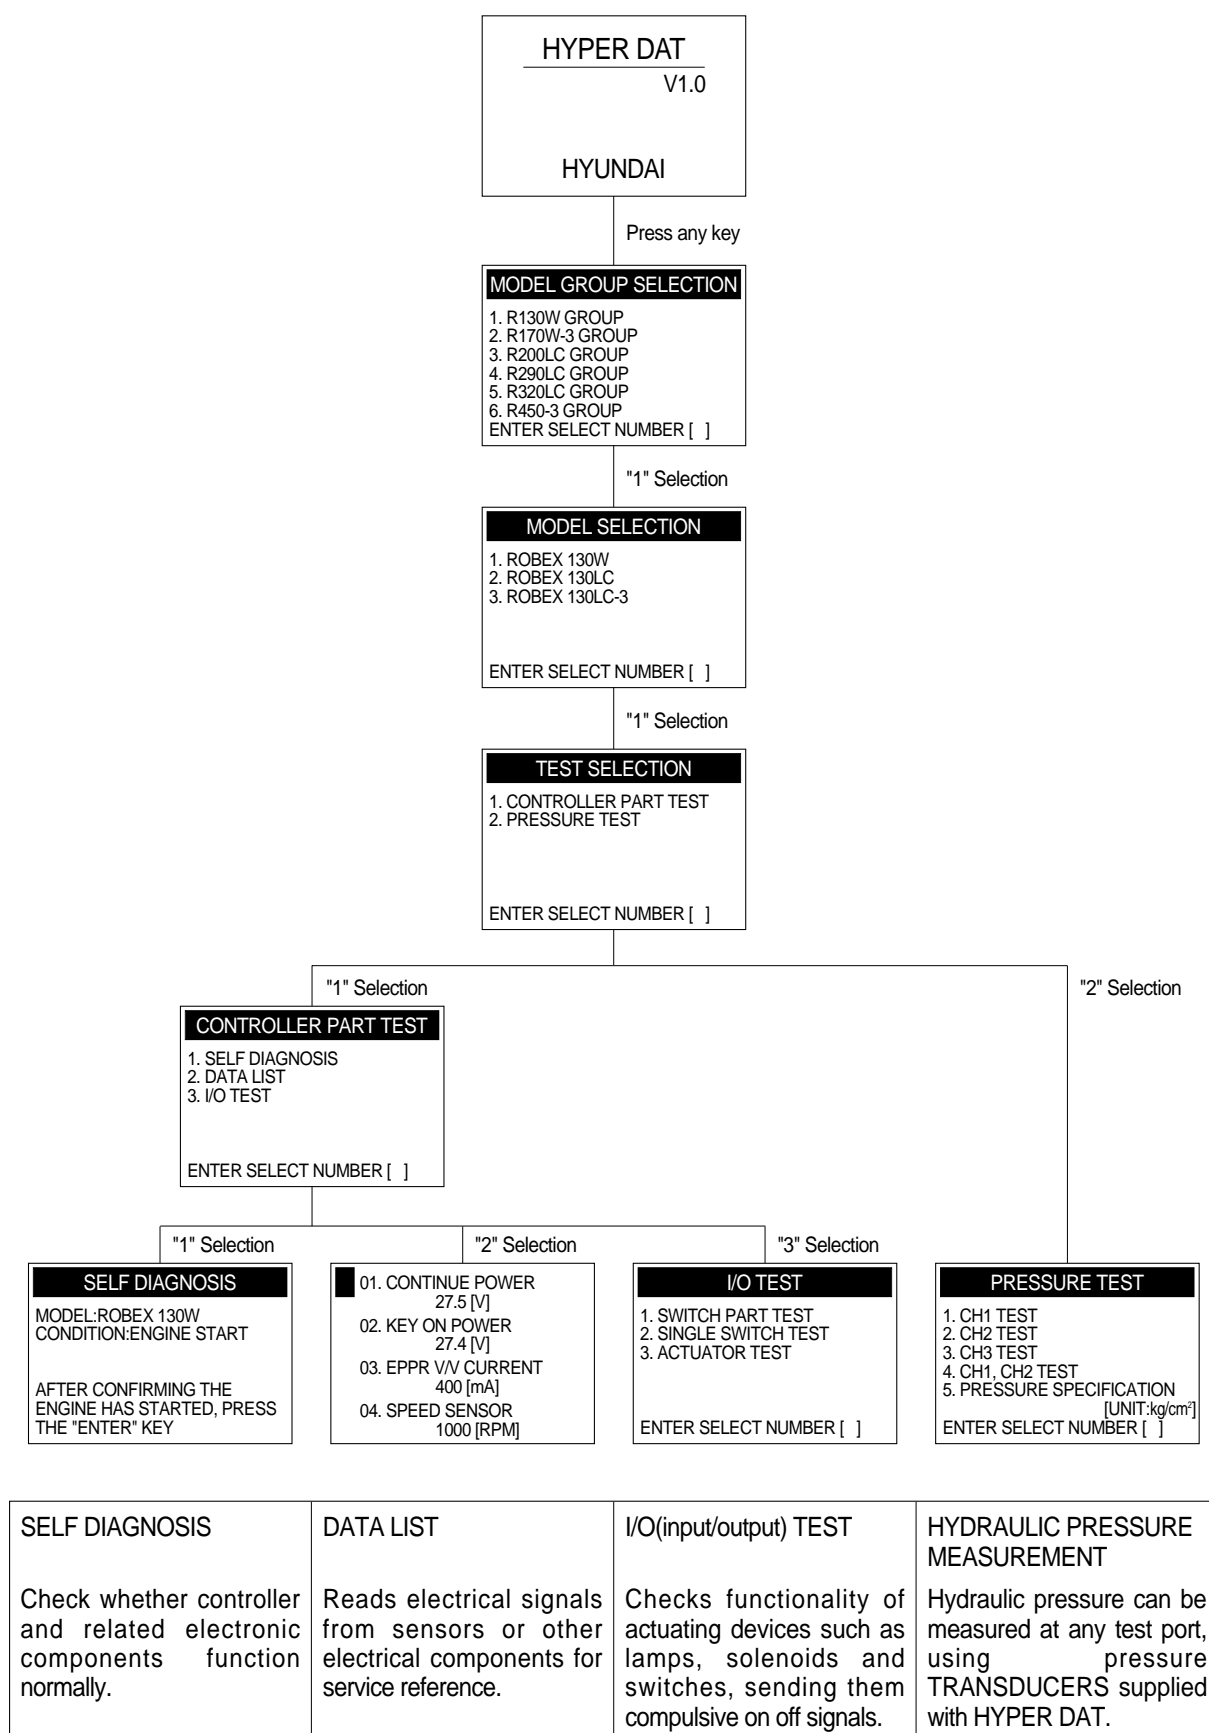 HYPER DAT
V1.0
HYUNDAI
Press any key
MODEL GROUP SELECTION
1. R130W GROUP
2. R170W-3 GROUP
3. R200LC GROUP
4. R290LC GROUP
5. R320LC GROUP
6. R450-3 GROUP
ENTER SELECT NUMBER [ ]
"1" Selection
MODEL SELECTION
1. ROBEX 130W
2. ROBEX 130LC
3. ROBEX 130LC-3
ENTER SELECT NUMBER [ ]
"1" Selection
TEST SELECTION
1. CONTROLLER PART TEST
2. PRESSURE TEST
ENTER SELECT NUMBER [ ]
"1" Selection
"2" Selection
CONTROLLER PART TEST
1. SELF DIAGNOSIS
2. DATA LIST
3. I/O TEST
ENTER SELECT NUMBER [ ]
"1" Selection
"2" Selection
"3" Selection
SELF DIAGNOSIS
MODEL:ROBEX 130W
CONDITION:ENGINE START
AFTER CONFIRMING THE
ENGINE HAS STARTED, PRESS
THE "ENTER" KEY
01. CONTINUE POWER
27.5 [V]
02. KEY ON POWER
27.4 [V]
03. EPPR V/V CURRENT
400 [mA]
04. SPEED SENSOR
1000 [RPM]
I/O TEST
1. SWITCH PART TEST
2. SINGLE SWITCH TEST
3. ACTUATOR TEST
ENTER SELECT NUMBER [ ]
PRESSURE TEST
1. CH1 TEST
2. CH2 TEST
3. CH3 TEST
4. CH1, CH2 TEST
5. PRESSURE SPECIFICATION
[UNIT:kg/cm²]
ENTER SELECT NUMBER [ ]
SELF DIAGNOSIS
Check whether controller
and related electronic
components function
normally.
DATA LIST
Reads electrical signals
from sensors or other
electrical components for
service reference.
I/O(input/output) TEST
Checks functionality of
actuating devices such as
lamps, solenoids and
switches, sending them
compulsive on off signals.
HYDRAULIC PRESSURE
MEASUREMENT
Hydraulic pressure can be
measured at any test port,
using pressure
TRANSDUCERS supplied
with HYPER DAT.